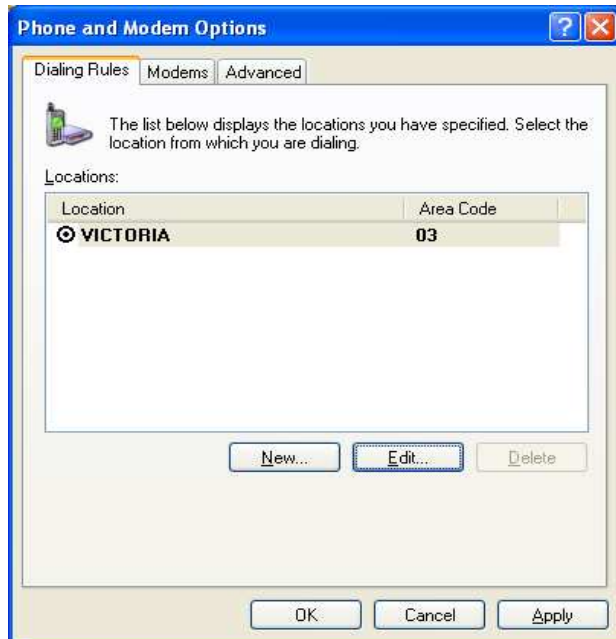 Phone and Modem Options
Dialing Rules Modems Advanced
The list below displays the locations you have specified. Select the
location from which you are dialing.
Locations:
Location Area Code
VICTORIA 03
New... Edit... Delete
OK Cancel Apply